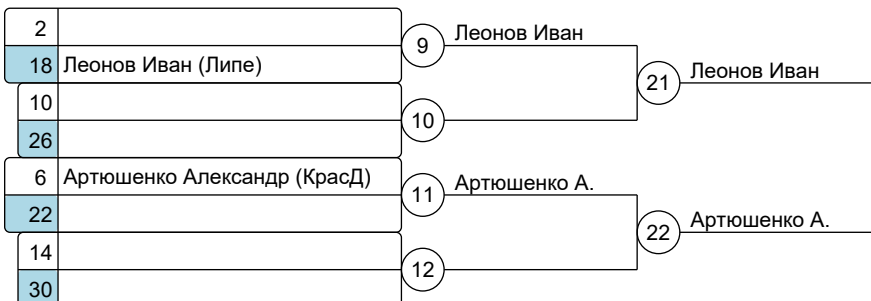 2
9 Леонов Иван
18 Леонов Иван (Липе)
21 Леонов Иван
10
10
26
6 Артюшенко Александр (КрасД)
11 Артюшенко А.
22
22 Артюшенко А.
14
12
30